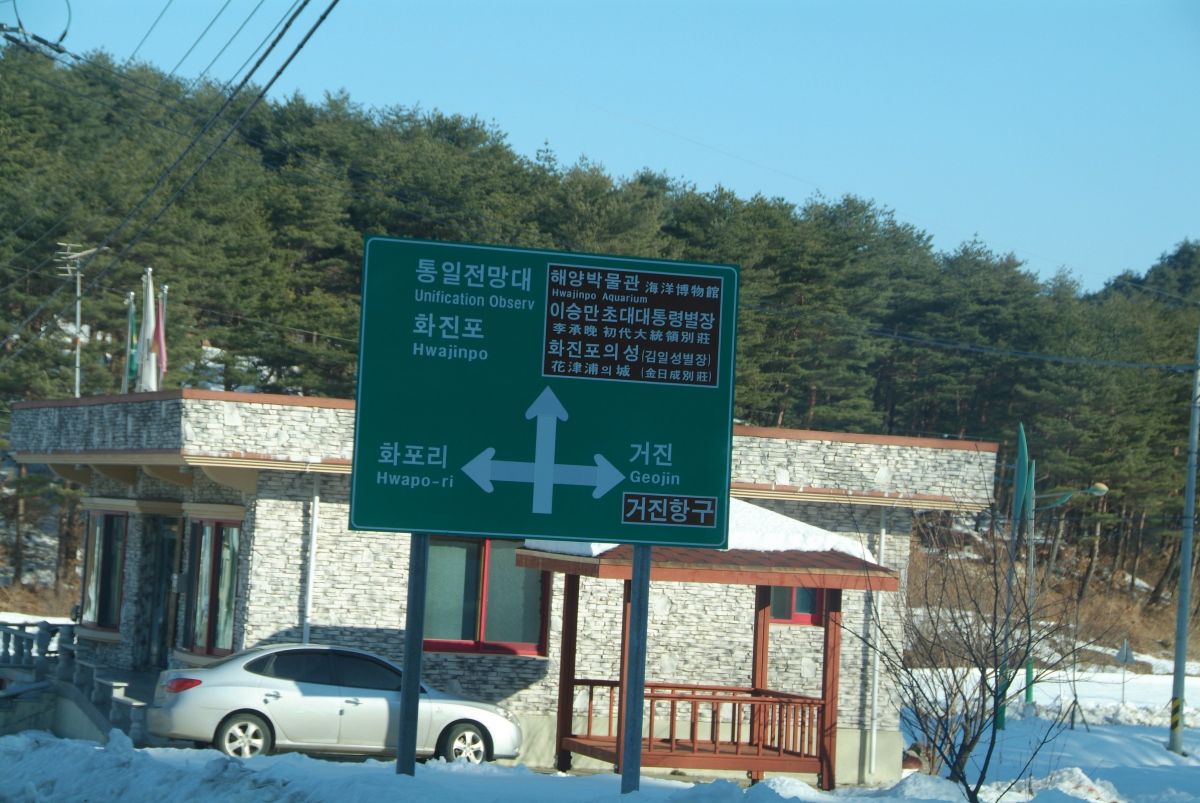 통일전망대
Unification Observ
화진포
Hwajinpo
해양박물관 海洋博物館
Hwajinpo Aquarium
이승만초대대통령별장
李承晩 初代大統領別莊
화진포의성(김일성별장)
花津浦의城 (金日成別莊)
화포리
Hwapo-ri
거진
Geojin
거진항구